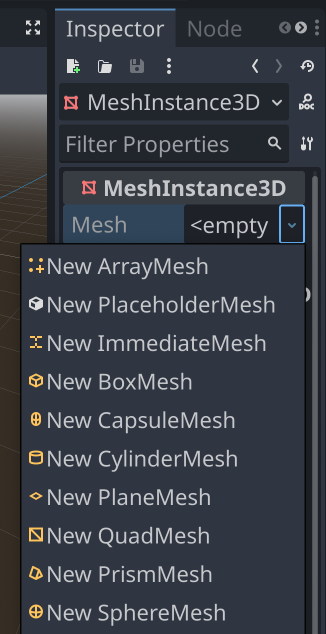 Inspector Node
MeshInstance3D
Filter Properties
MeshInstance3D
Mesh <empty
New ArrayMesh
New PlaceholderMesh
New ImmediateMesh
New BoxMesh
New CapsuleMesh
New CylinderMesh
New PlaneMesh
New QuadMesh
New PrismMesh
New SphereMesh